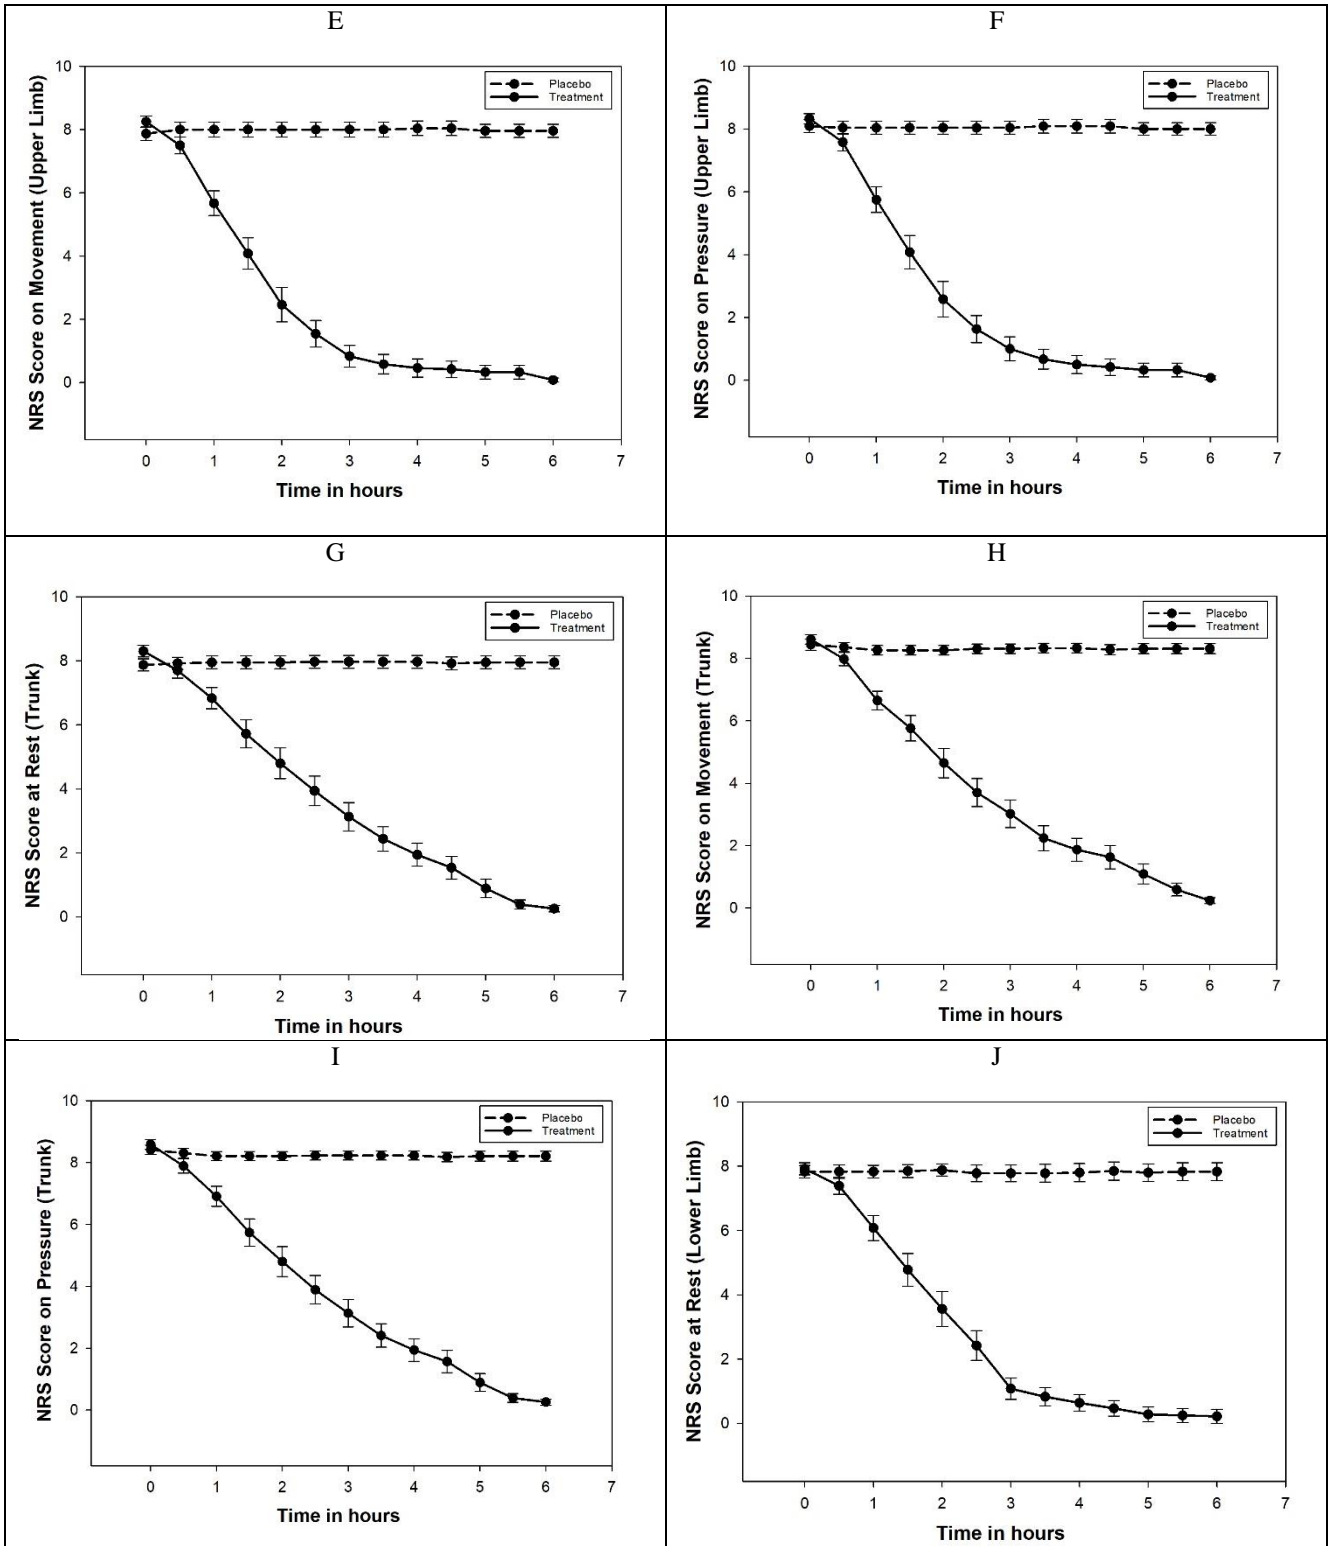 E
NRS Score on Movement (Upper Limb)
10
8
6
4
2
0
Placebo
Treatment
0 1 2 3 4 5 6 7
Time in hours
F
NRS Score on Pressure (Upper Limb)
10
8
6
4
2
0
Placebo
Treatment
0 1 2 3 4 5 6 7
Time in hours
G
NRS Score at Rest (Trunk)
10
8
6
4
2
0
Placebo
Treatment
0 1 2 3 4 5 6 7
Time in hours
H
NRS Score on Movement (Trunk)
10
8
6
4
2
0
Placebo
Treatment
0 1 2 3 4 5 6 7
Time in hours
I
NRS Score on Pressure (Trunk)
10
8
6
4
2
0
Placebo
Treatment
0 1 2 3 4 5 6 7
Time in hours
J
NRS Score at Rest (Lower Limb)
10
8
6
4
2
0
Placebo
Treatment
0 1 2 3 4 5 6 7
Time in hours